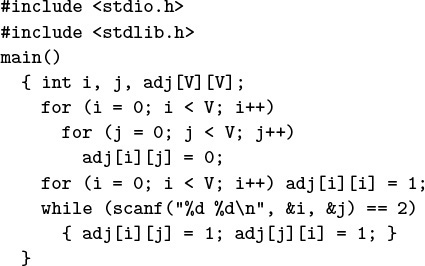 #include <stdio.h>
#include <stdlib.h>
main()
  { int i, j, adj[V][V];
    for (i = 0; i < V; i++)
      for (j = 0; j < V; j++)
        adj[i][j] = 0;
    for (i = 0; i < V; i++) adj[i][i] = 1;
    while (scanf("%d %d\n", &i, &j) == 2)
      { adj[i][j] = 1; adj[j][i] = 1; }
  }